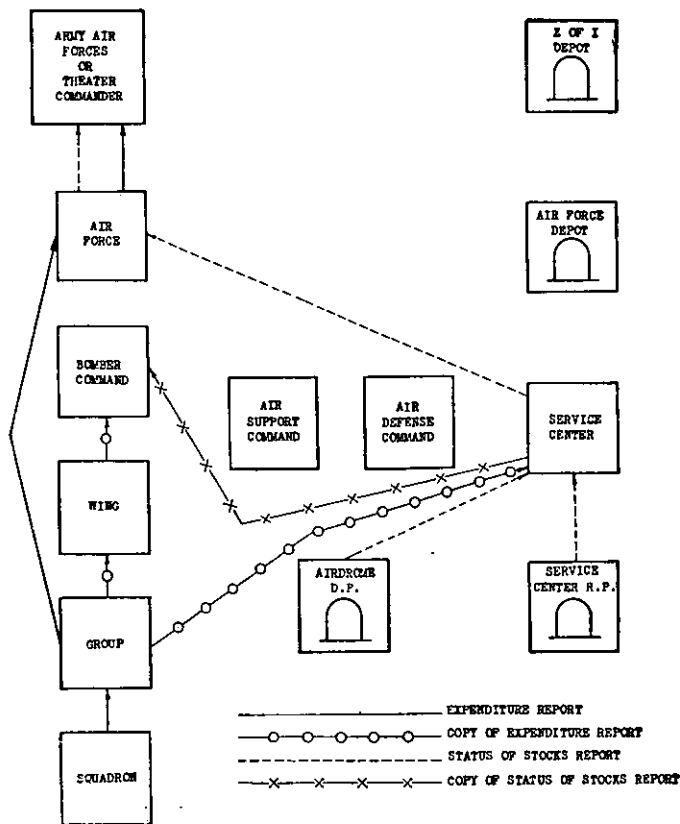 ARMY AIR
FORCES
OR
THEATER
COMMANDER
Z OF I
DEPOT
AIR
FORCE
AIR FORCE
DEPOT
BOMBER
COMMAND
AIR
SUPPORT
COMMAND
AIR
DEFENSE
COMMAND
SERVICE
CENTER
WING
AIRDROME
D.P.
SERVICE
CENTER R.P.
GROUP
SQUADRON
EXPENDITURE REPORT
COPY OF EXPENDITURE REPORT
STATUS OF STOCKS REPORT
COPY OF STATUS OF STOCKS REPORT